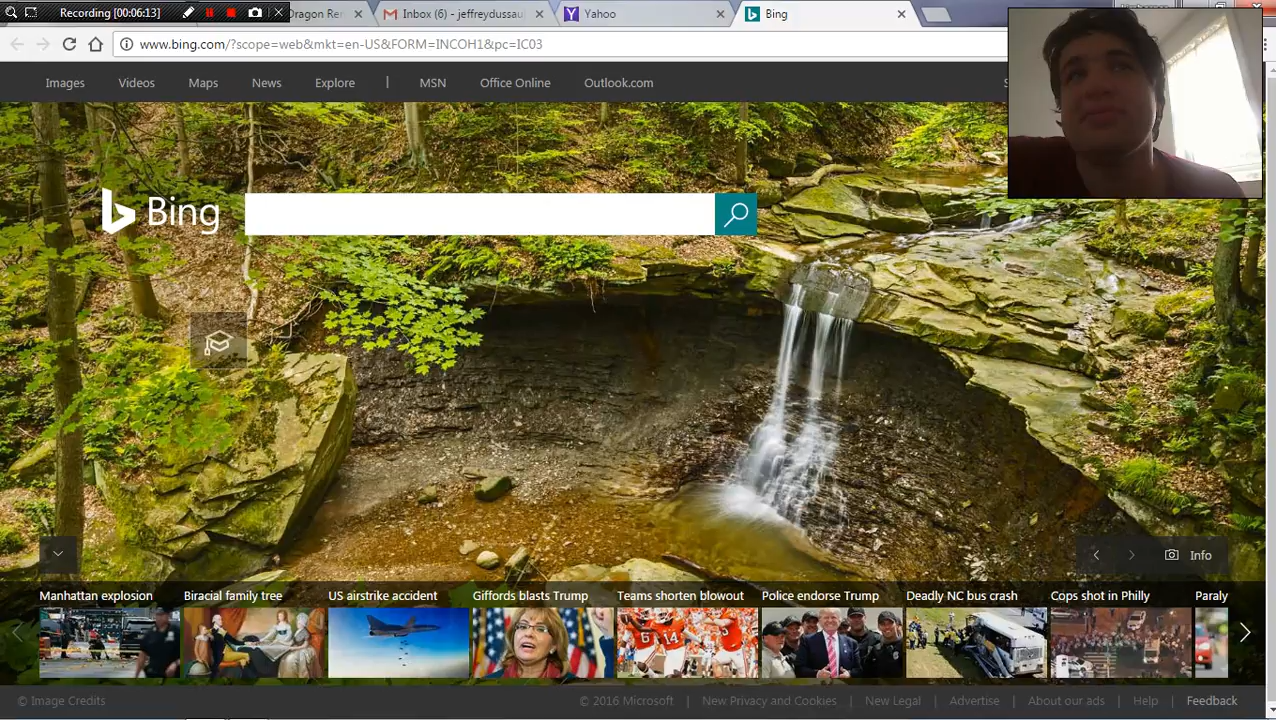 Recording [00:06:13]
Dragon Re
Inbox (6) - jeffreydussau
Yahoo
Bing
www.bing.com/?scope=web&mkt=en-US&FORM=INCOH1&pc=IC03
Images Videos Maps News Explore | MSN Office Online Outlook.com
Bing
Info
Manhattan explosion
Biracial family tree
US airstrike accident
Giffords blasts Trump
Teams shorten blowout
Police endorse Trump
Deadly NC bus crash
Cops shot in Philly
Paraly
© Image Credits
© 2016 Microsoft | New Privacy and Cookies | New Legal | Advertise | About our ads | Help | Feedback